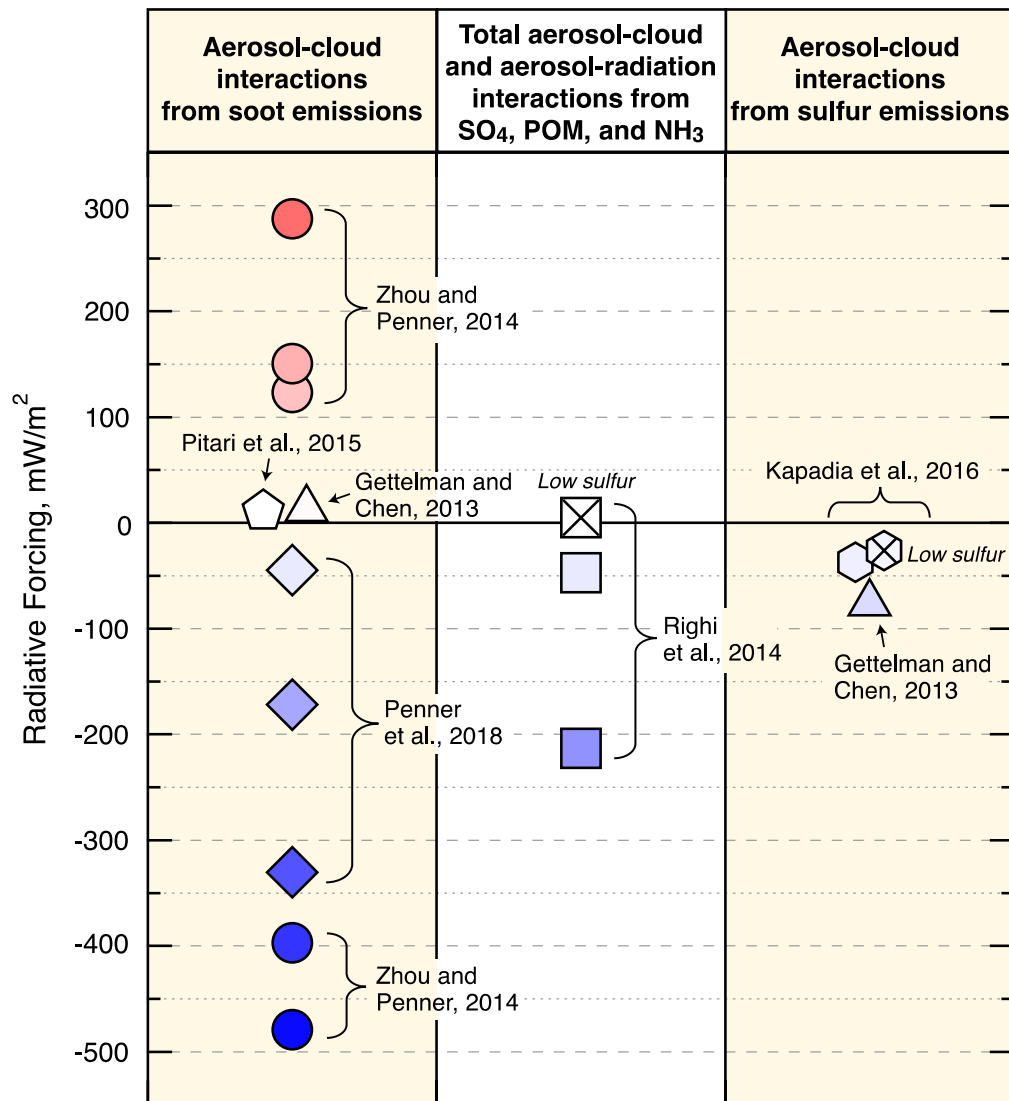 Aerosol-cloud
interactions
from soot emissions
Total aerosol-cloud
and aerosol-radiation
interactions from
SO4, POM, and NH3
Aerosol-cloud
interactions
from sulfur emissions
Radiative Forcing, mW/m2
300
200
100
0
-100
-200
-300
-400
-500
Zhou and
Penner, 2014
Pitari et al., 2015
Gettelman and
Chen, 2013
Penner
et al., 2018
Zhou and
Penner, 2014
Low sulfur
Righi
et al., 2014
Kapadia et al., 2016
Low sulfur
Gettelman and
Chen, 2013